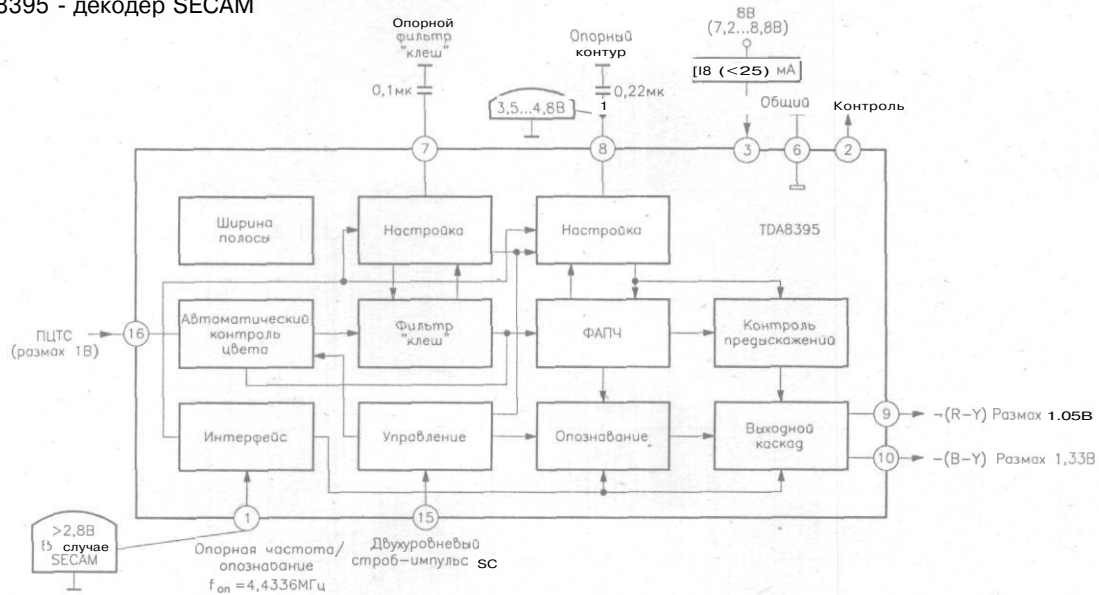 8395 - декодер SECAM
Опорной
фильтр
"клеш"
0,1мк
Опорный
контур
0,22мк
3,5...4,8В
1
8В
(7,2...8,8В)
[I8 (<25) мА
Общий
Контроль
7
8
3
6
2
Ширина
полосы
Настройка
Настройка
TDA8395
ПЦТС
(размах 1В)
16
Автоматический
контроль
цвета
Фильтр
"клеш"
ФАПЧ
Контроль
предыскажений
Интерфейс
Управление
Опознавание
Выходной
каскад
9
-(R-Y) Размах 1.05В
10
-(B-Y) Размах 1,33В
>2,8В
В случае
SECAM
1
15
Опорная частота/
опознавание
fоп =4,4336МГц
Двухуровневый
строб-импульс SC